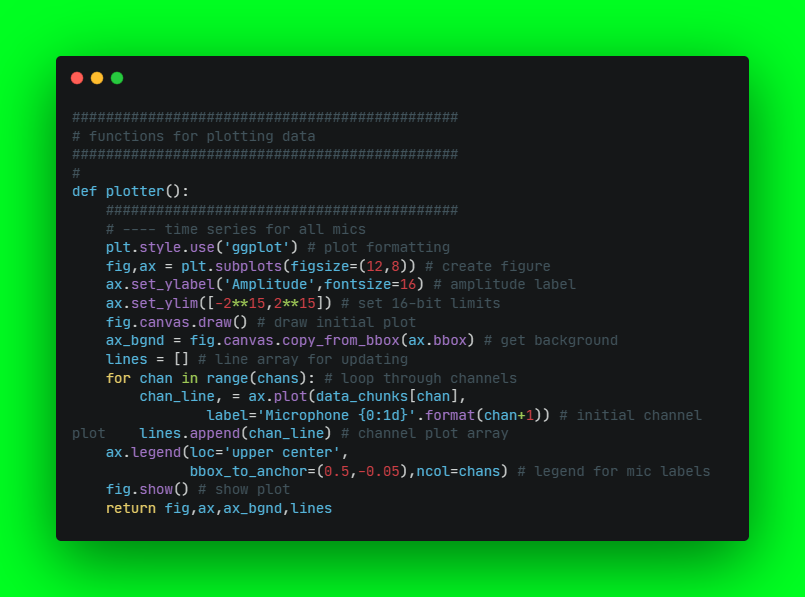 ##############################################
# functions for plotting data
##############################################
#
def plotter():
    ##########################################
    # ---- time series for all mics
    plt.style.use('ggplot') # plot formatting
    fig,ax = plt.subplots(figsize=(12,8)) # create figure
    ax.set_ylabel('Amplitude',fontsize=16) # amplitude label
    ax.set_ylim([-2**15,2**15]) # set 16-bit limits
    fig.canvas.draw() # draw initial plot
    ax_bgnd = fig.canvas.copy_from_bbox(ax.bbox) # get background
    lines = [] # line array for updating
    for chan in range(chans): # loop through channels
        chan_line, = ax.plot(data_chunks[chan],
                label='Microphone {0:1d}'.format(chan+1)) # initial channel
plot    lines.append(chan_line) # channel plot array
    ax.legend(loc='upper center',
              bbox_to_anchor=(0.5,-0.05),ncol=chans) # legend for mic labels
    fig.show() # show plot
    return fig,ax,ax_bgnd,lines